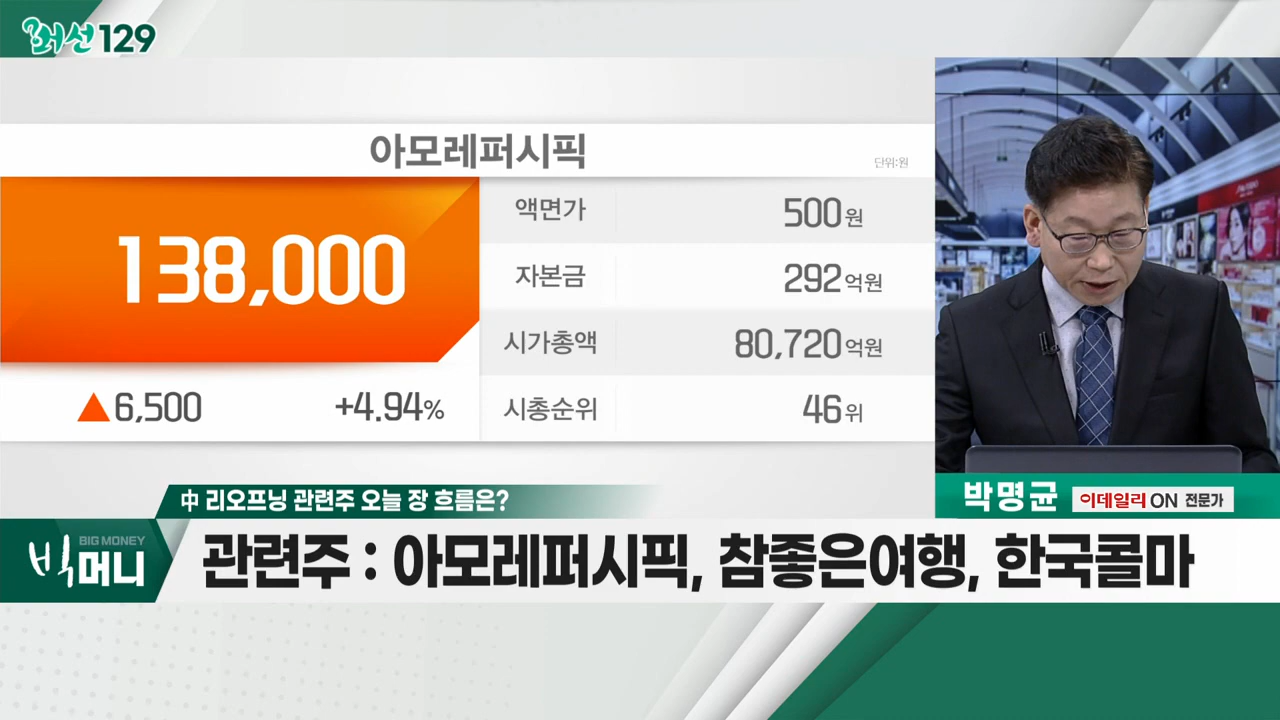 머선129
아모레퍼시픽
단위:원
138,000
▲6,500 +4.94%
액면가 500원
자본금 292억원
시가총액 80,720억원
시총순위 46위
박명균 이데일리ON 전문가
中 리오프닝 관련주 오늘 장 흐름은?
BIG MONEY
빅머니
관련주 : 아모레퍼시픽, 참좋은여행, 한국콜마